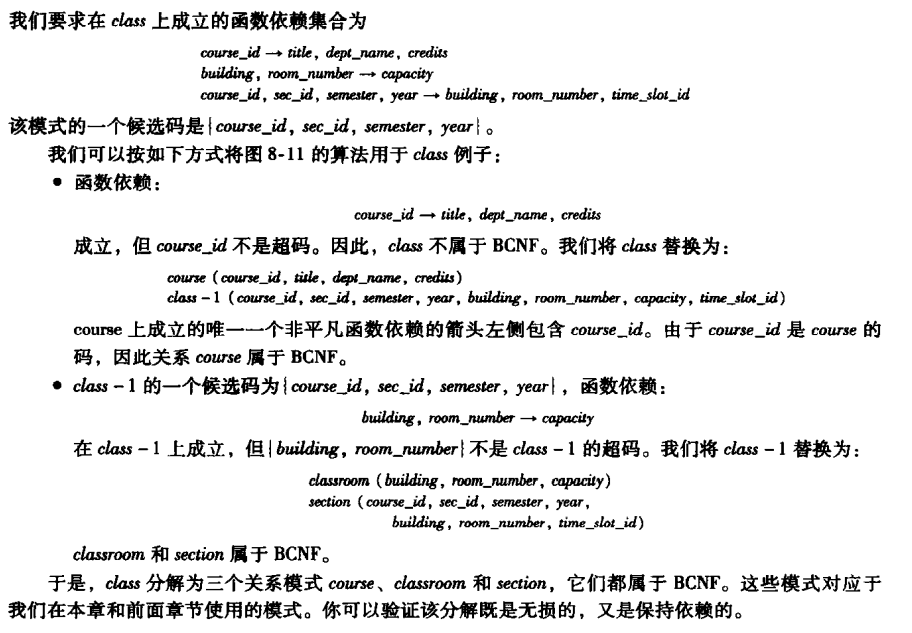 我们要求在 class 上成立的函数依赖集合为
course_id → title, dept_name, credits
building, room_number → capacity
course_id, sec_id, semester, year → building, room_number, time_slot_id
该模式的一个候选码是{course_id, sec_id, semester, year}。
我们可以按如下方式将图 8-11 的算法用于 class 例子：
● 函数依赖：
course_id → title, dept_name, credits
成立，但 course_id 不是超码。因此，class 不属于 BCNF。我们将 class 替换为：
course (course_id, title, dept_name, credits)
class - 1 (course_id, sec_id, semester, year, building, room_number, capacity, time_slot_id)
course 上成立的唯一一个非平凡函数依赖的箭头左侧包含 course_id。由于 course_id 是 course 的
码，因此关系 course 属于 BCNF。
● class - 1 的一个候选码为{course_id, sec_id, semester, year}，函数依赖：
building, room_number → capacity
在 class - 1 上成立，但{building, room_number}不是 class - 1 的超码。我们将 class - 1 替换为：
classroom (building, room_number, capacity)
section (course_id, sec_id, semester, year,
building, room_number, time_slot_id)
classroom 和 section 属于 BCNF。
于是，class 分解为三个关系模式 course、classroom 和 section，它们都属于 BCNF。这些模式对应于
我们在本章和前面章节使用的模式。你可以验证该分解既是无损的，又是保持依赖的。